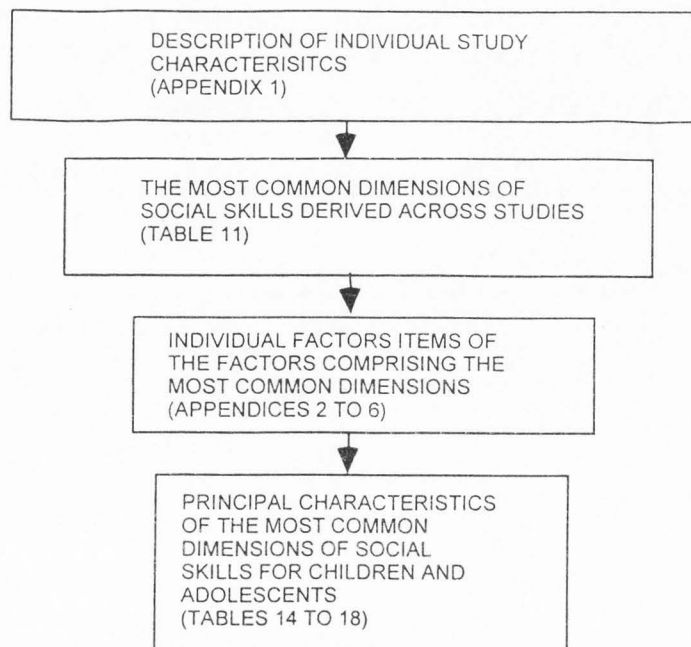 DESCRIPTION OF INDIVIDUAL STUDY
CHARACTERISITCS
(APPENDIX 1)
THE MOST COMMON DIMENSIONS OF
SOCIAL SKILLS DERIVED ACROSS STUDIES
(TABLE 11)
INDIVIDUAL FACTORS ITEMS OF
THE FACTORS COMPRISING THE
MOST COMMON DIMENSIONS
(APPENDICES 2 TO 6)
PRINCIPAL CHARACTERISTICS
OF THE MOST COMMON
DIMENSIONS OF SOCIAL
SKILLS FOR CHILDREN AND
ADOLESCENTS
(TABLES 14 TO 18)